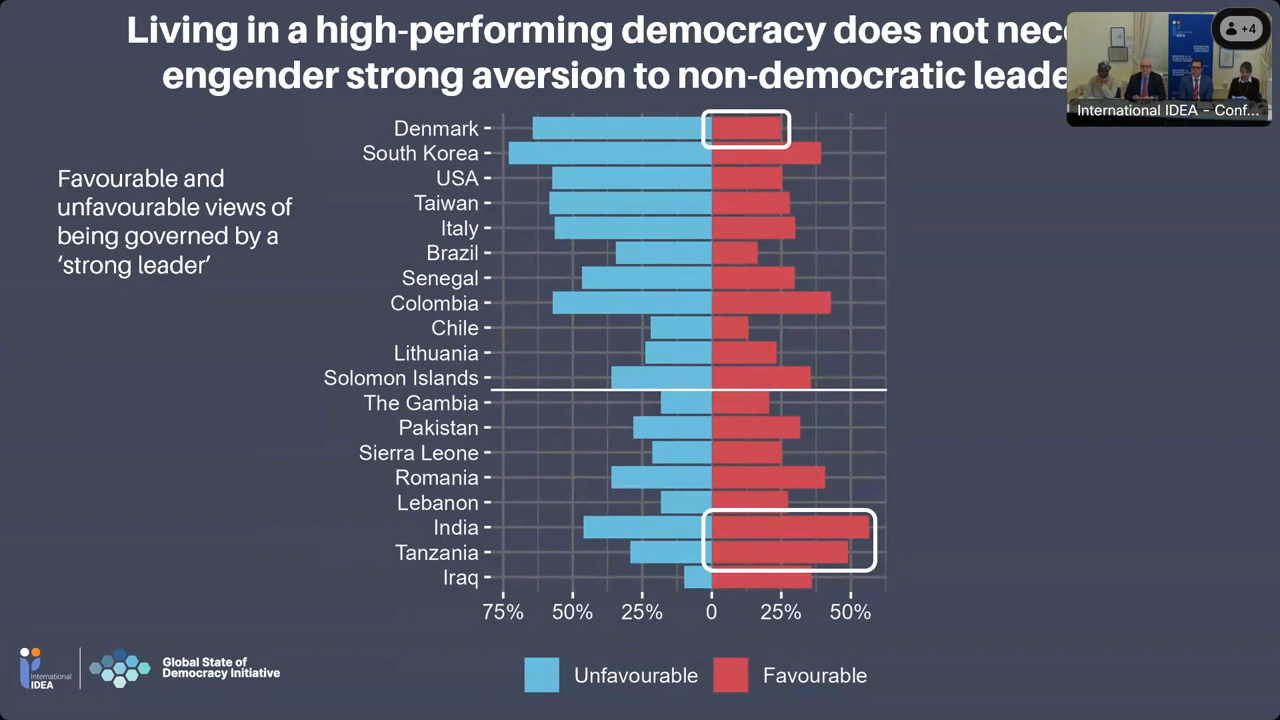 Living in a high-performing democracy does not
engender strong aversion to non-democratic
+4
International IDEA – Conf...
Favourable and
unfavourable views of
being governed by a
‘strong leader’
Denmark
South Korea
USA
Taiwan
Italy
Brazil
Senegal
Colombia
Chile
Lithuania
Solomon Islands
The Gambia
Pakistan
Sierra Leone
Romania
Lebanon
India
Tanzania
Iraq
75% 50% 25% 0 25% 50%
Unfavourable Favourable
International
IDEA
Global State of
Democracy Initiative